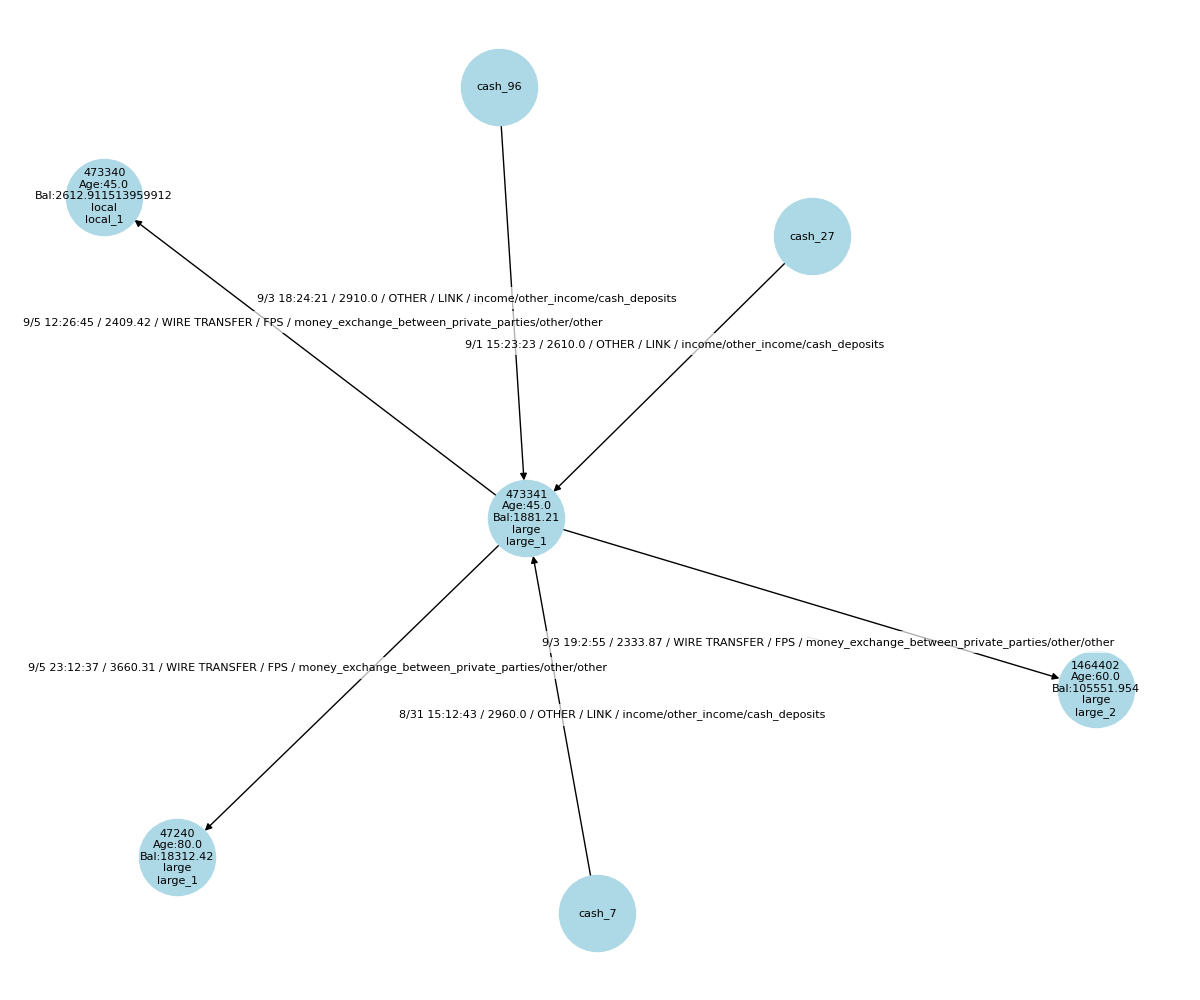 cash_96
473340
Age:45.0
Bal:2612.911513959912
local
local_1
cash_27
9/3 18:24:21 / 2910.0 / OTHER / LINK / income/other_income/cash_deposits
9/5 12:26:45 / 2409.42 / WIRE TRANSFER / FPS / money_exchange_between_private_parties/other/other
9/1 15:23:23 / 2610.0 / OTHER / LINK / income/other_income/cash_deposits
473341
Age:45.0
Bal:1881.21
large
large_1
9/3 19:2:55 / 2333.87 / WIRE TRANSFER / FPS / money_exchange_between_private_parties/other/other
9/5 23:12:37 / 3660.31 / WIRE TRANSFER / FPS / money_exchange_between_private_parties/other/other
1464402
Age:60.0
Bal:105551.954
large
large_2
8/31 15:12:43 / 2960.0 / OTHER / LINK / income/other_income/cash_deposits
47240
Age:80.0
Bal:18312.42
large
large_1
cash_7